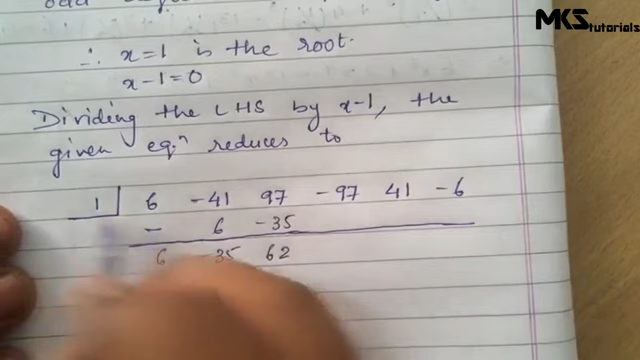 MKS tutorials
∴ x=1 is the root.
x-1=0
Dividing the LHS by x-1, the
given eqⁿ reduces to
1 | 6 -41 97 -97 41 -6
- 6 -35
6 -35 62